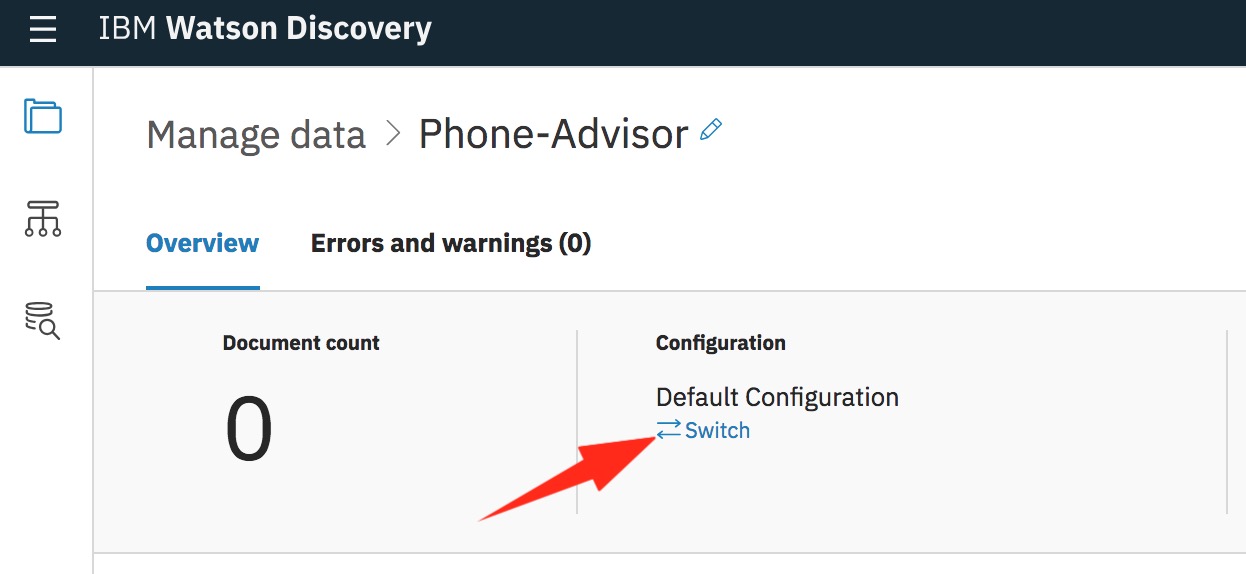 IBM Watson Discovery
Manage data > Phone-Advisor
Overview Errors and warnings (0)
Document count
0
Configuration
Default Configuration
Switch